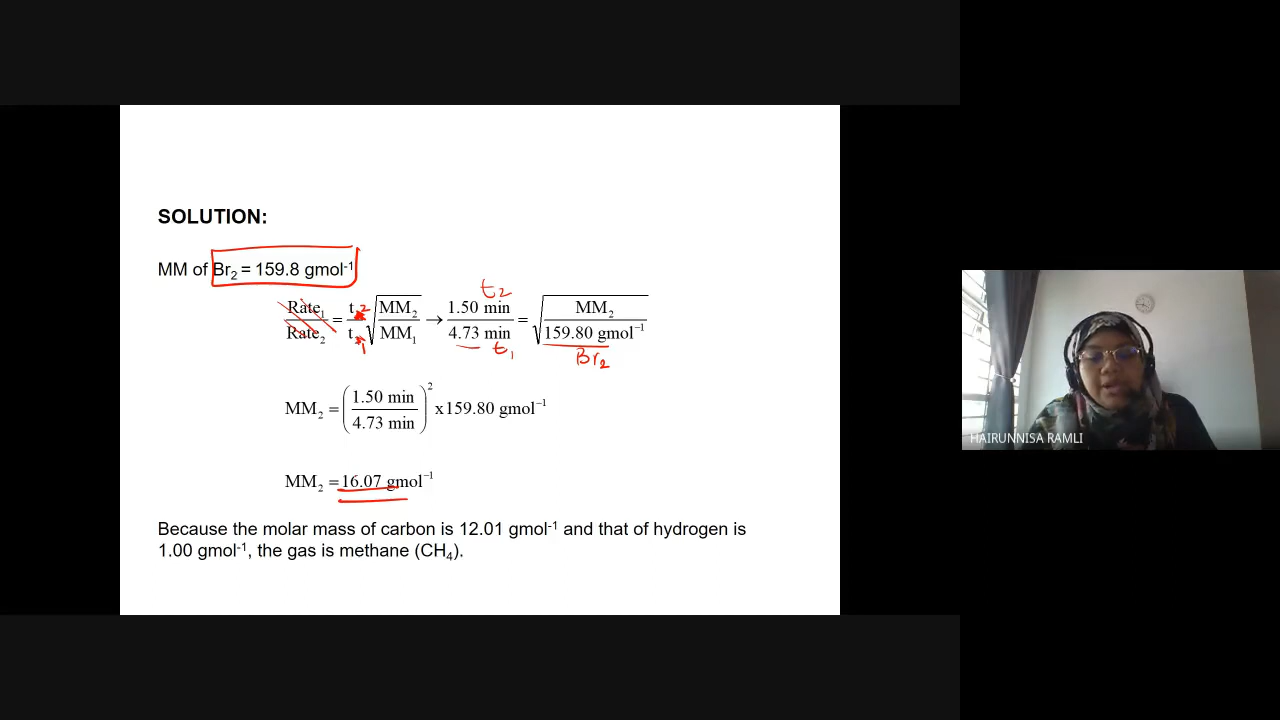 SOLUTION:
MM of Br₂ = 159.8 gmol⁻¹
Rate₁ / Rate₂ = t₂ / t₁ √(MM₂ / MM₁) → 1.50 min / 4.73 min = √(MM₂ / 159.80 gmol⁻¹)
t₂
t₁
Br₂
MM₂ = (1.50 min / 4.73 min)² x 159.80 gmol⁻¹
MM₂ = 16.07 gmol⁻¹
Because the molar mass of carbon is 12.01 gmol⁻¹ and that of hydrogen is
1.00 gmol⁻¹, the gas is methane (CH₄).
HAIRUNNISA RAMLI